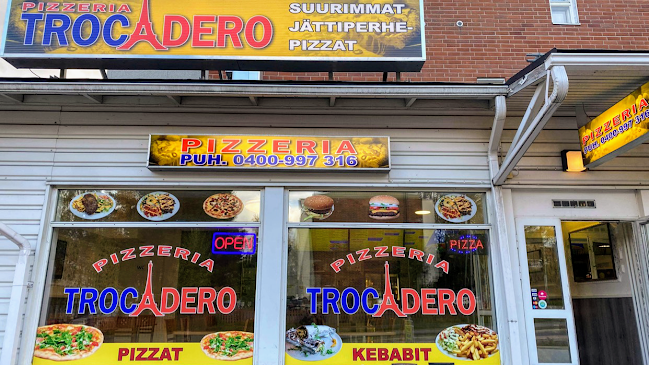 PIZZERIA
TROCADERO
SUURIMMAT
JÄTTIPERHE-
PIZZAT
PIZZERIA
PUH. 0400-997 316
PIZZERIA
PUH. 0400-997 316
OPEN
PIZZA
PIZZERIA
TROCADERO
PIZZERIA
TROCADERO
PIZZAT
KEBABIT